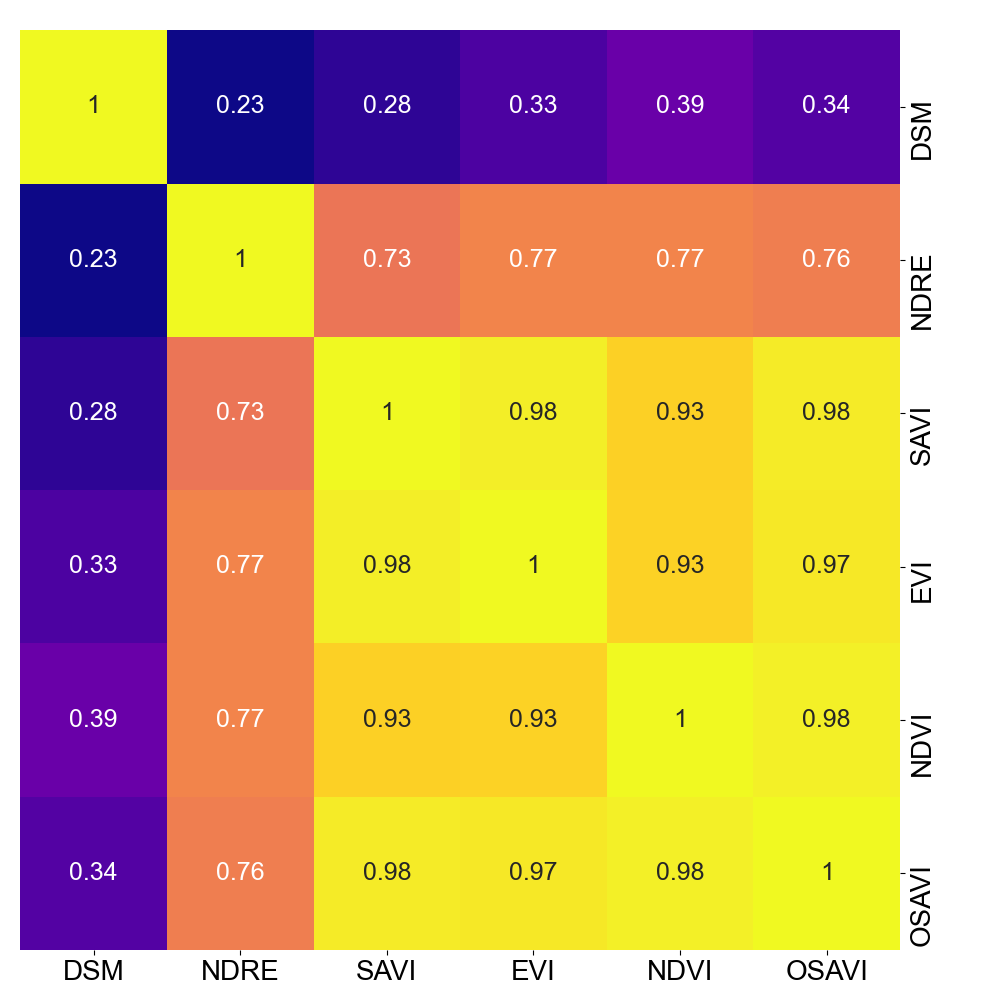 1 0.23 0.28 0.33 0.39 0.34 DSM
0.23 1 0.73 0.77 0.77 0.76 NDRE
0.28 0.73 1 0.98 0.93 0.98 SAVI
0.33 0.77 0.98 1 0.93 0.97 EVI
0.39 0.77 0.93 0.93 1 0.98 NDVI
0.34 0.76 0.98 0.97 0.98 1 OSAVI
DSM NDRE SAVI EVI NDVI OSAVI